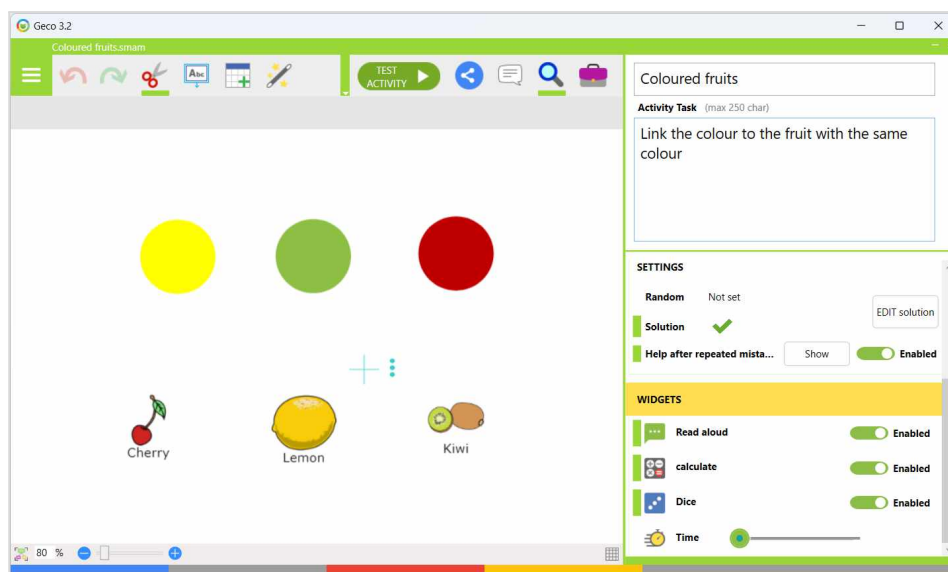 Geco 3.2
Coloured fruits.smam
Abc
TEST
ACTIVITY
Coloured fruits
Activity Task (max 250 char)
Link the colour to the fruit with the same
colour
SETTINGS
Random Not set
EDIT solution
Solution
Help after repeated mista... Show Enabled
WIDGETS
Read aloud Enabled
calculate Enabled
Dice Enabled
Time
Cherry
Lemon
Kiwi
80 %